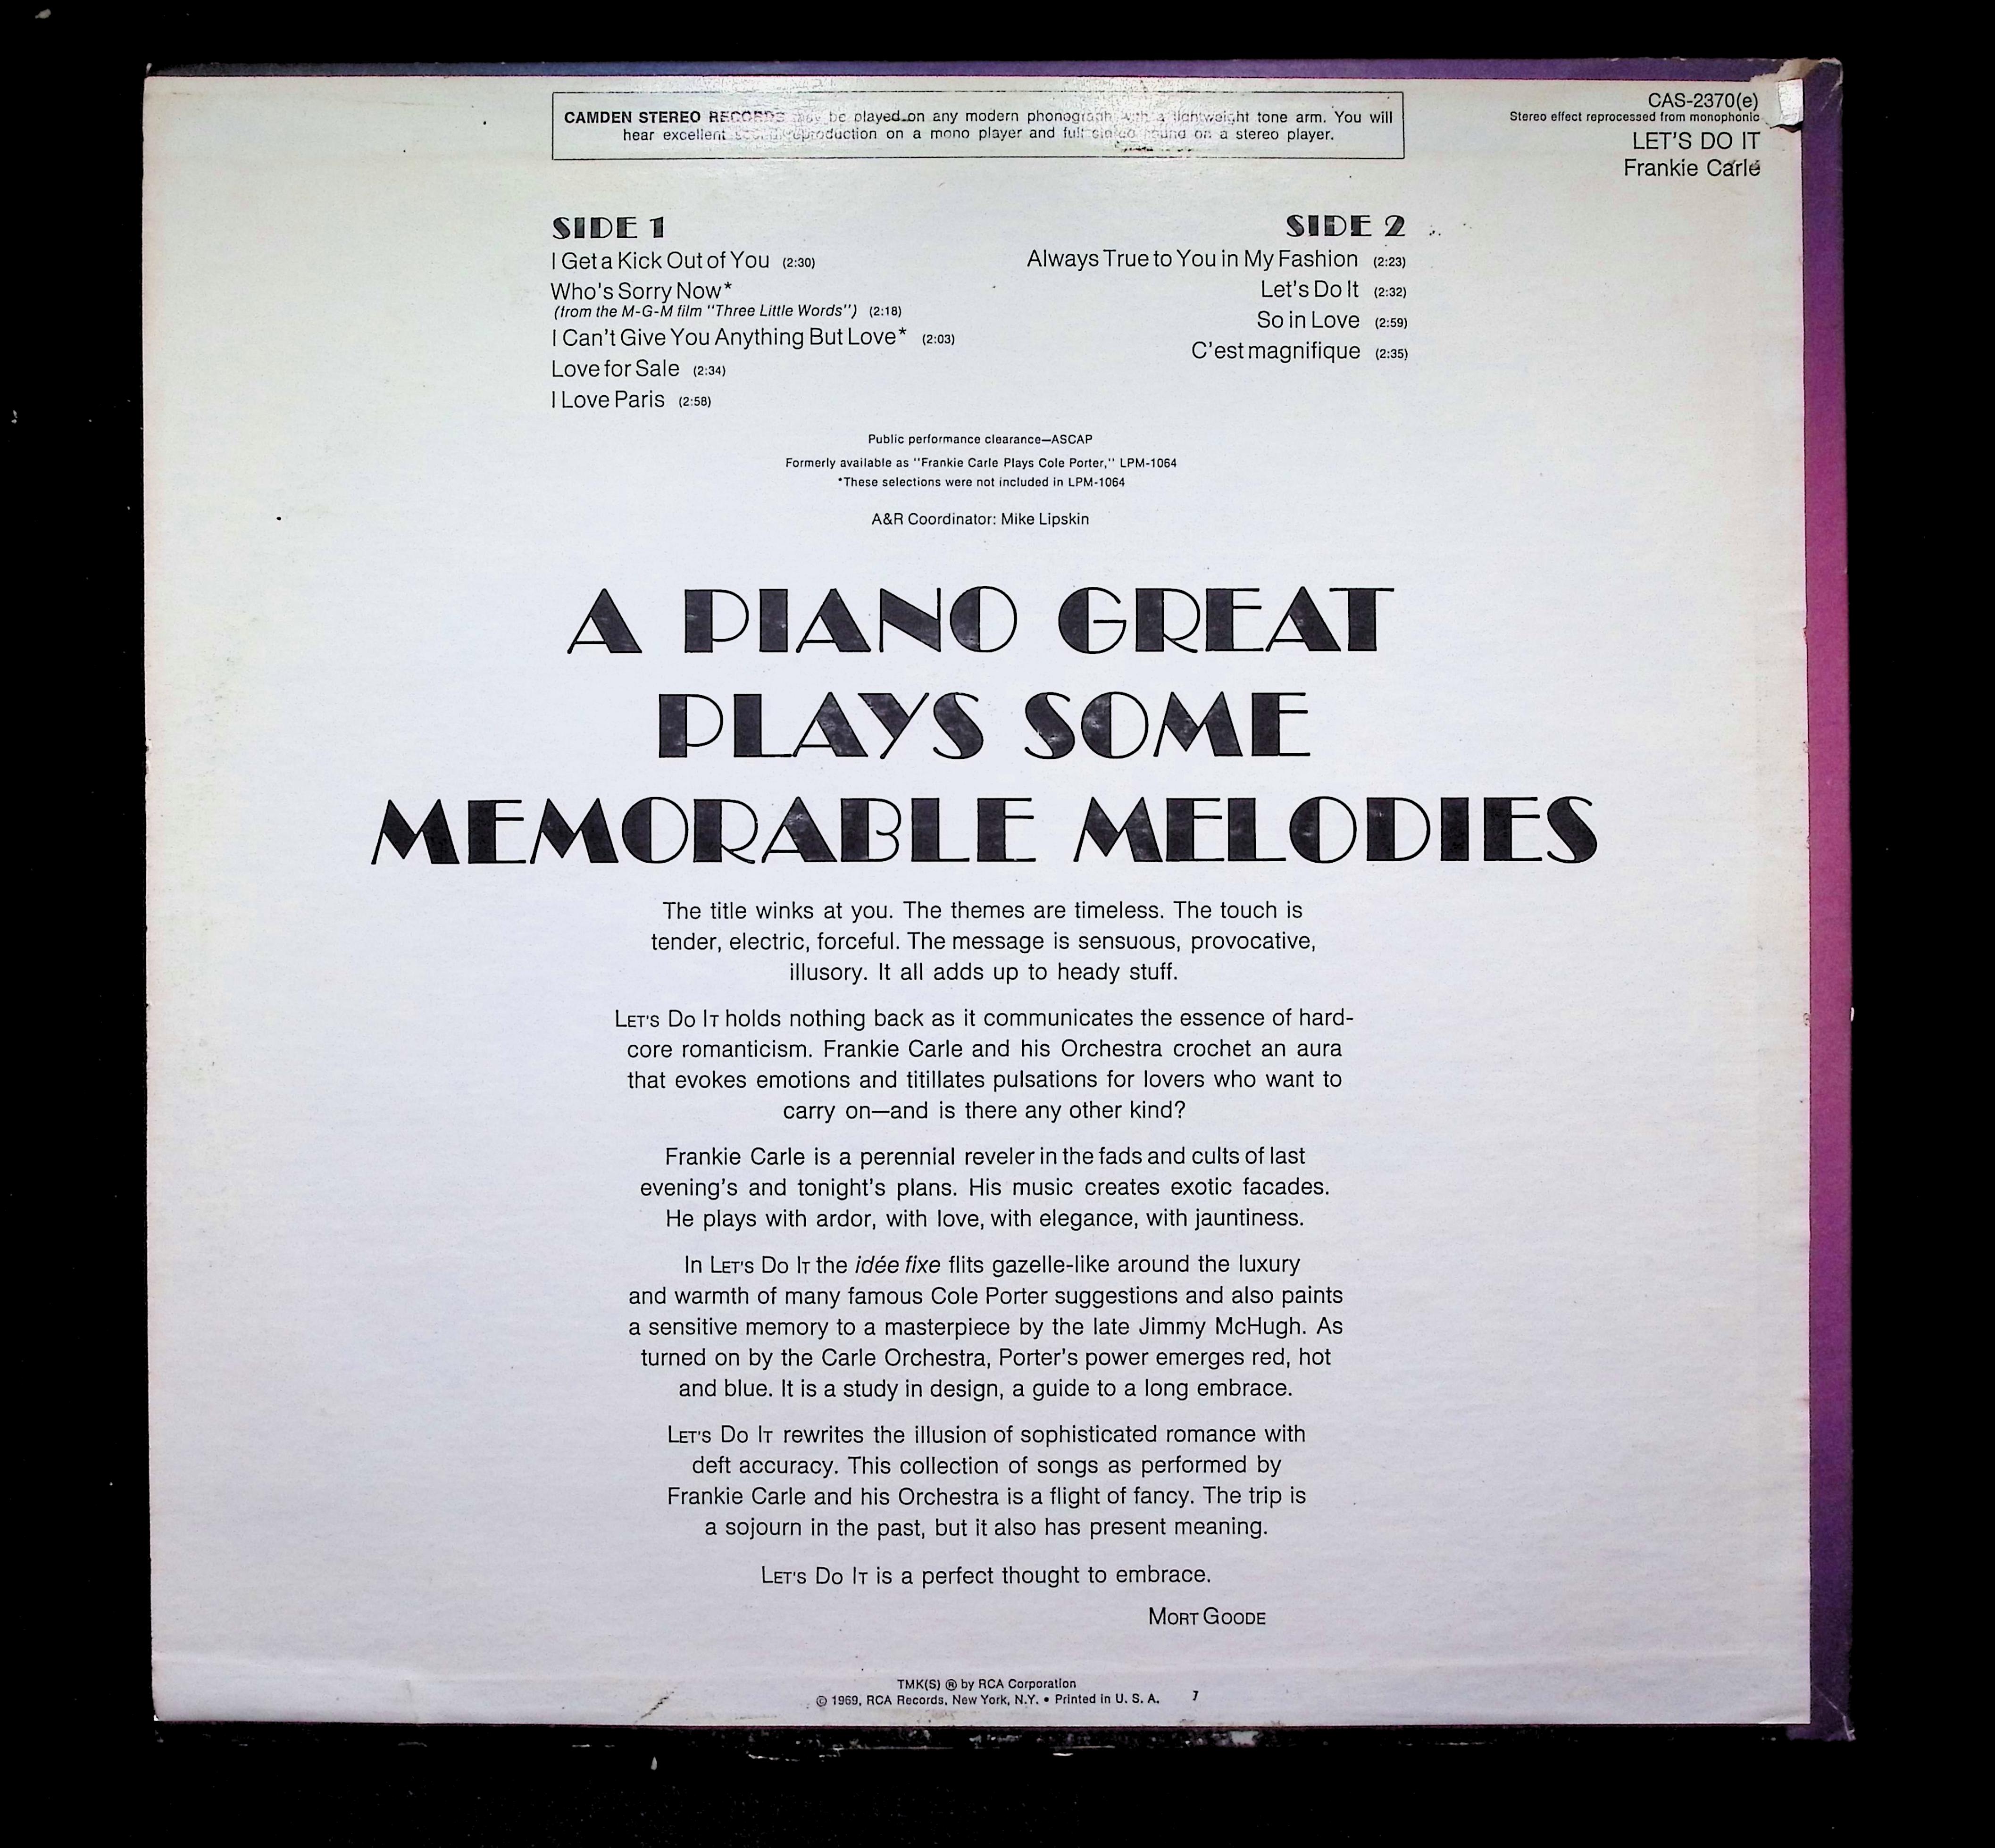 CAMDEN STEREO RECORDS may be played on any modern phonograph with a lightweight tone arm. You will
hear excellent sound reproduction on a mono player and full stereo sound on a stereo player.
CAS-2370(e)
Stereo effect reprocessed from monophonic
LET'S DO IT
Frankie Carle
SIDE 1
I Get a Kick Out of You (2:30)
Who's Sorry Now*
(from the M-G-M film "Three Little Words") (2:18)
I Can't Give You Anything But Love* (2:03)
Love for Sale (2:34)
I Love Paris (2:58)
SIDE 2
Always True to You in My Fashion (2:23)
Let's Do It (2:32)
So in Love (2:59)
C'est magnifique (2:35)
Public performance clearance—ASCAP
Formerly available as "Frankie Carle Plays Cole Porter," LPM-1064
*These selections were not included in LPM-1064
A&R Coordinator: Mike Lipskin
A PIANO GREAT
PLAYS SOME
MEMORABLE MELODIES
The title winks at you. The themes are timeless. The touch is
tender, electric, forceful. The message is sensuous, provocative,
illusory. It all adds up to heady stuff.
LET'S DO IT holds nothing back as it communicates the essence of hard-
core romanticism. Frankie Carle and his Orchestra crochet an aura
that evokes emotions and titillates pulsations for lovers who want to
carry on—and is there any other kind?
Frankie Carle is a perennial reveler in the fads and cults of last
evening's and tonight's plans. His music creates exotic facades.
He plays with ardor, with love, with elegance, with jauntiness.
In LET'S DO IT the idée fixe flits gazelle-like around the luxury
and warmth of many famous Cole Porter suggestions and also paints
a sensitive memory to a masterpiece by the late Jimmy McHugh. As
turned on by the Carle Orchestra, Porter's power emerges red, hot
and blue. It is a study in design, a guide to a long embrace.
LET'S DO IT rewrites the illusion of sophisticated romance with
deft accuracy. This collection of songs as performed by
Frankie Carle and his Orchestra is a flight of fancy. The trip is
a sojourn in the past, but it also has present meaning.
LET'S DO IT is a perfect thought to embrace.
MORT GOODE
TMK(S) ® by RCA Corporation
© 1969, RCA Records, New York, N.Y. • Printed in U. S. A. 7